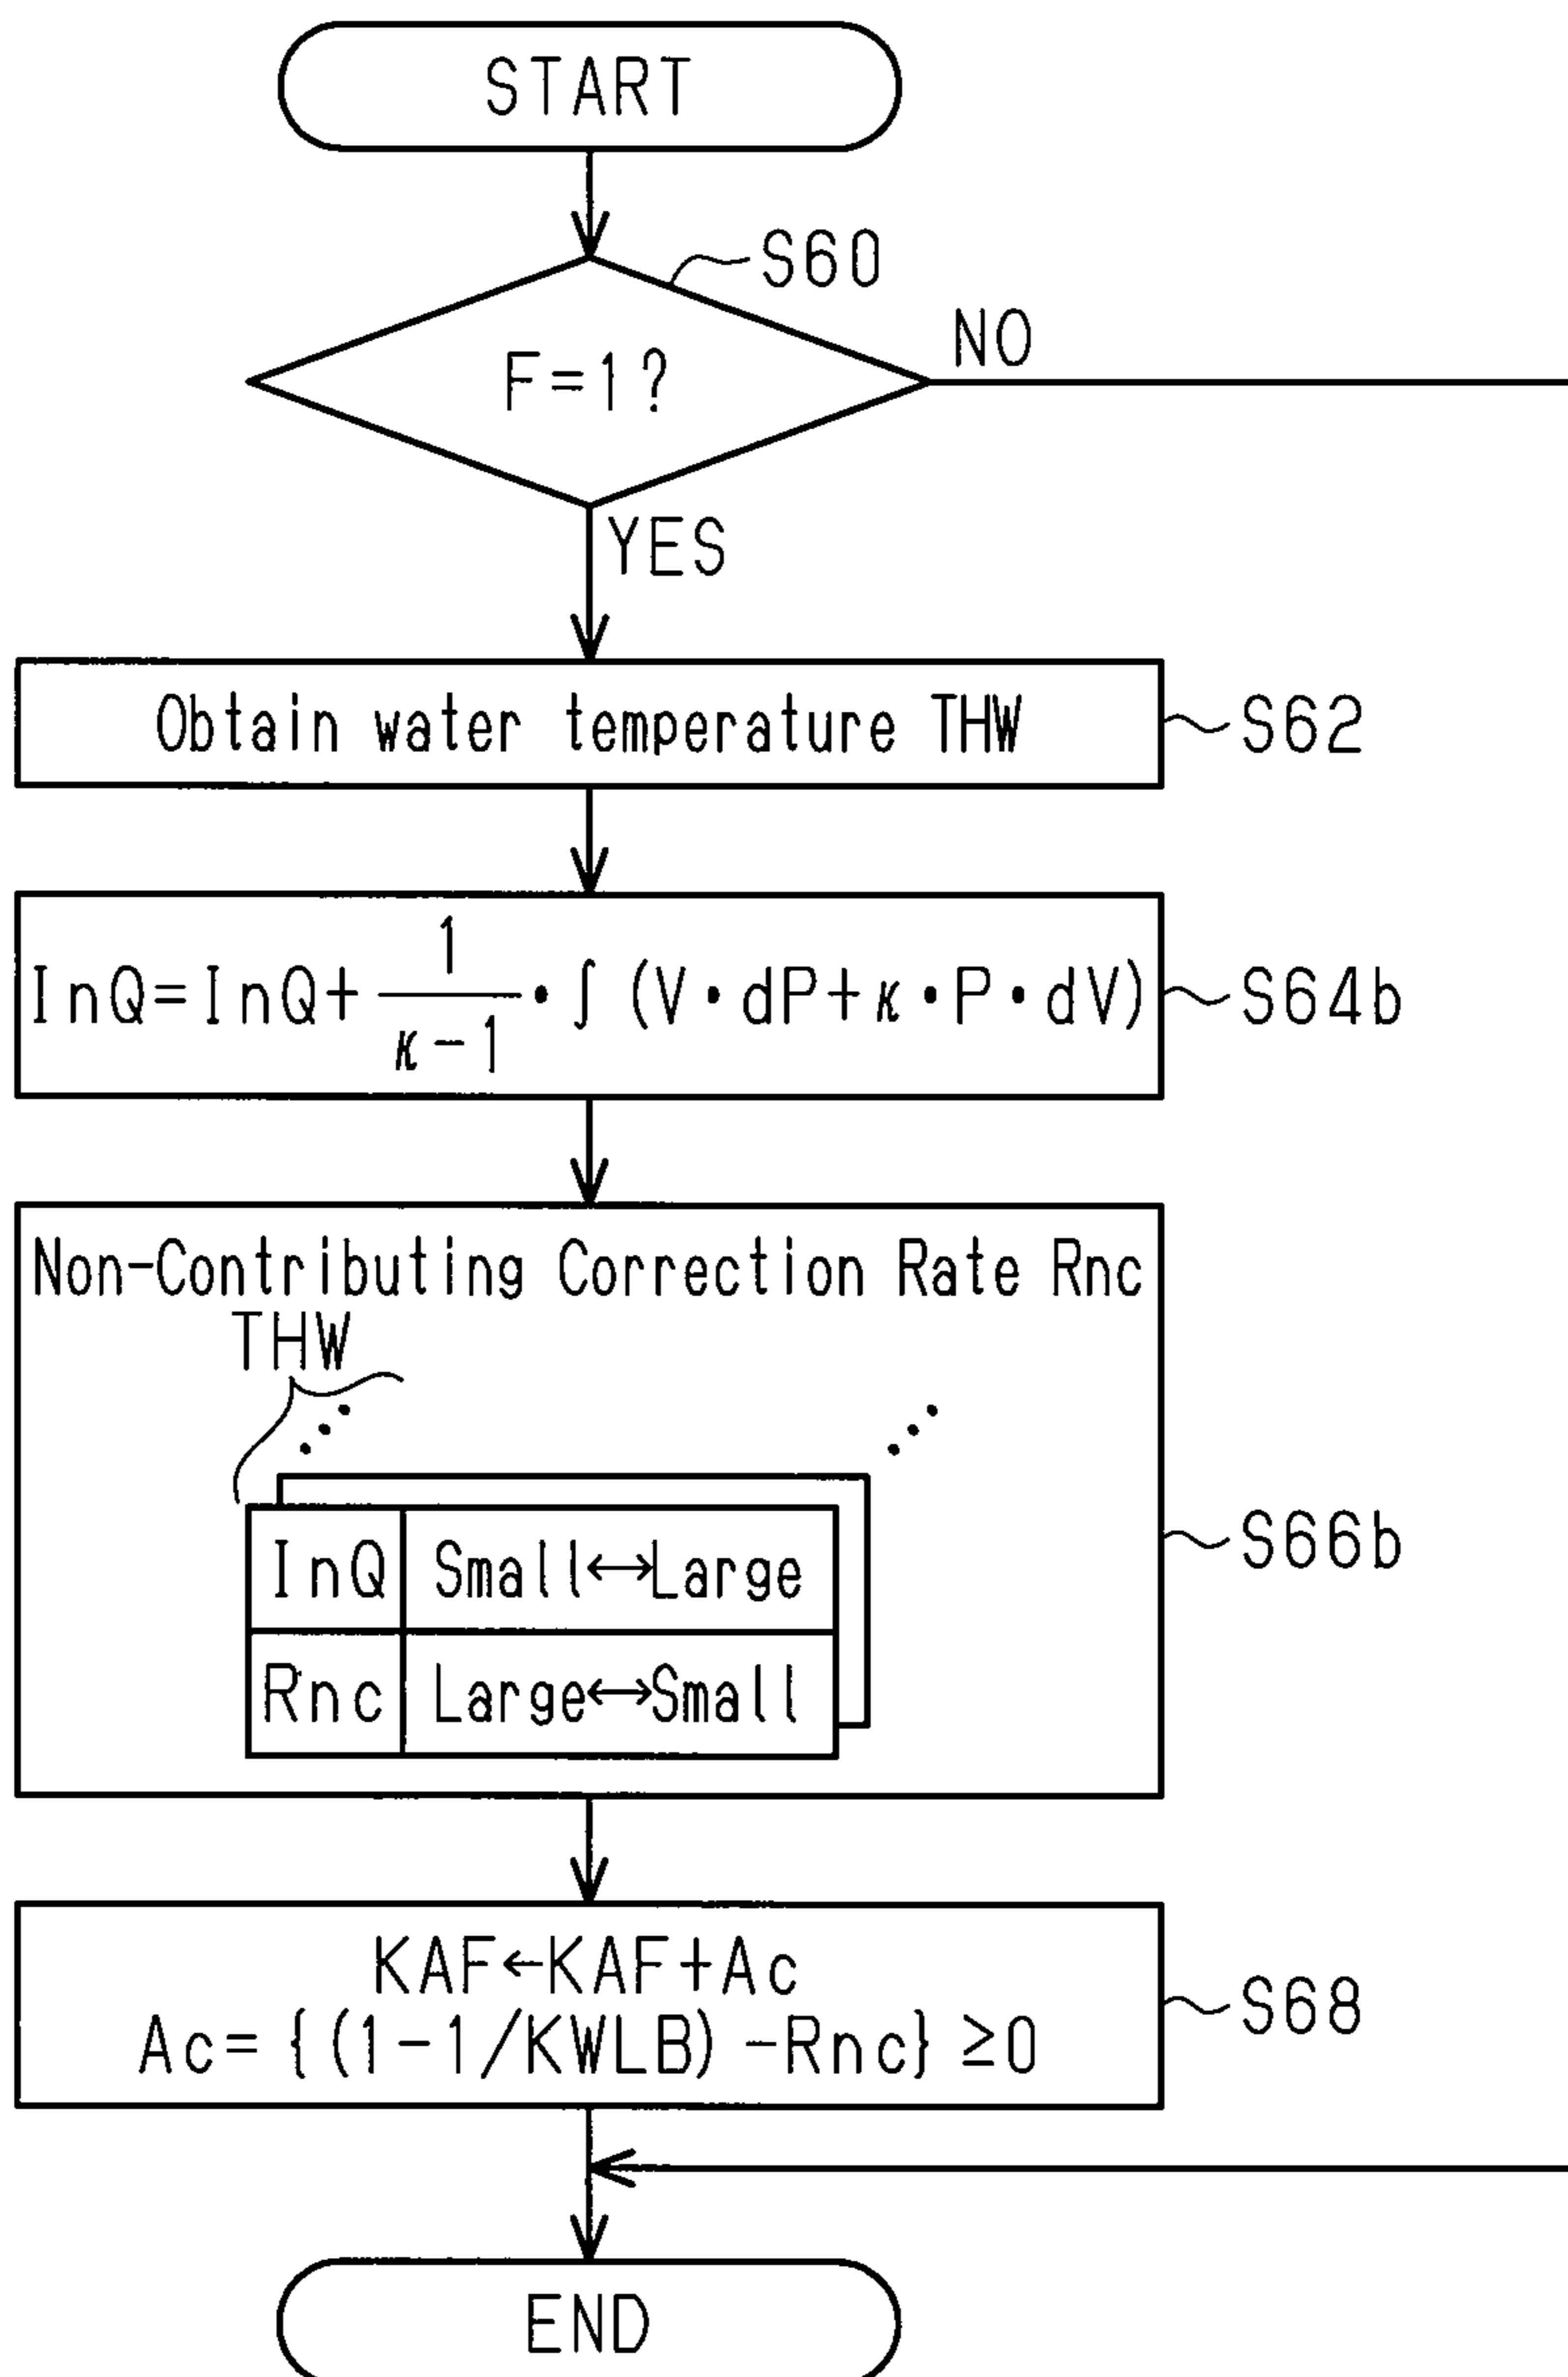 START
S60
F=1?
NO
YES
Obtain water temperature THW
S62
InQ=InQ+ 1/(κ-1) • ∫ (V•dP+κ•P•dV)
S64b
Non-Contributing Correction Rate Rnc
THW
InQ Small↔Large
S66b
Rnc Large↔Small
KAF←KAF+Ac
S68
Ac={(1-1/KWLB)-Rnc}≥0
END